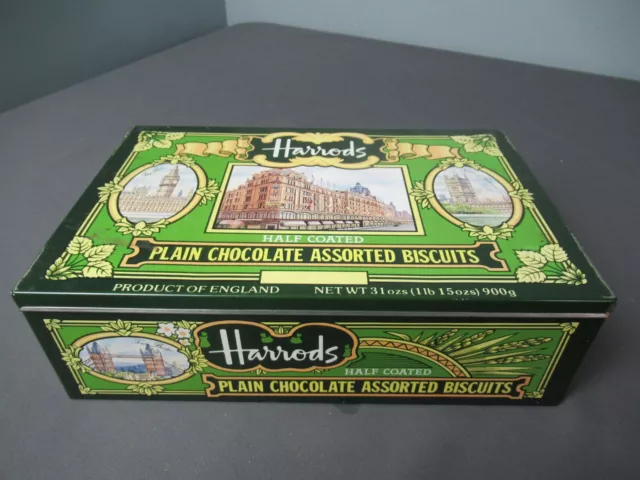 Harrods
HALF COATED
PLAIN CHOCOLATE ASSORTED BISCUITS
PRODUCT OF ENGLAND NET WT 31ozs (1lb 15ozs) 900g
Harrods
HALF COATED
PLAIN CHOCOLATE ASSORTED BISCUITS